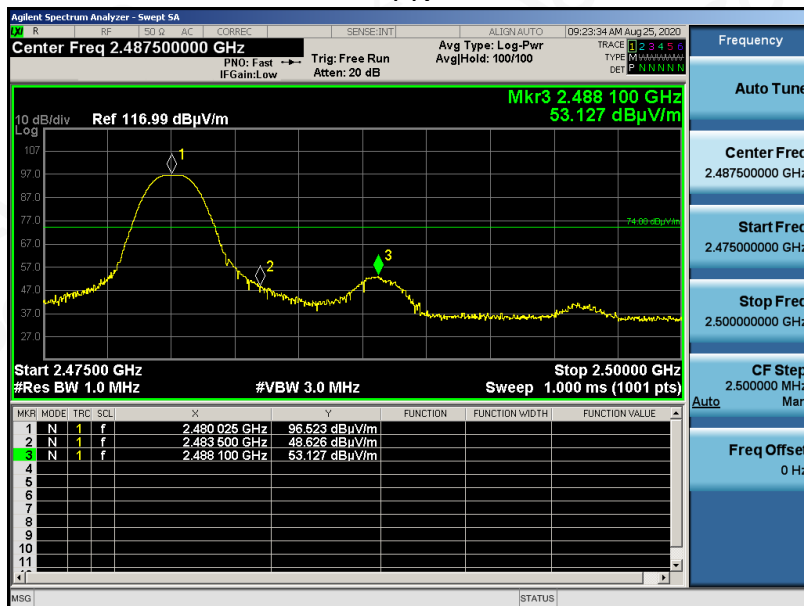 Agilent Spectrum Analyzer - Swept SA
LXI R RF 50 Ω AC CORREC SENSE:INT ALIGN AUTO 09:23:34 AM Aug 25, 2020
Center Freq 2.487500000 GHz
PNO: Fast
IFGain:Low
Trig: Free Run
Atten: 20 dB
Avg Type: Log-Pwr
Avg|Hold: 100/100
TRACE 1 2 3 4 5 6
TYPE M
DET P N N N N N
Mkr3 2.488 100 GHz
53.127 dBµV/m
10 dB/div Ref 116.99 dBµV/m
Log
107
97.0
87.0
77.0
67.0
57.0
47.0
37.0
27.0
1
2
3
74.00 dBµV/m
Start 2.47500 GHz Stop 2.50000 GHz
#Res BW 1.0 MHz #VBW 3.0 MHz Sweep 1.000 ms (1001 pts)
MKR MODE TRC SCL X Y FUNCTION FUNCTION WIDTH FUNCTION VALUE
1 N 1 f 2.480 025 GHz 96.523 dBµV/m
2 N 1 f 2.483 500 GHz 48.626 dBµV/m
3 N 1 f 2.488 100 GHz 53.127 dBµV/m
4
5
6
7
8
9
10
11
MSG STATUS
Frequency
Auto Tune
Center Freq
2.487500000 GHz
Start Freq
2.475000000 GHz
Stop Freq
2.500000000 GHz
CF Step
2.500000 MHz
Auto Man
Freq Offset
0 Hz